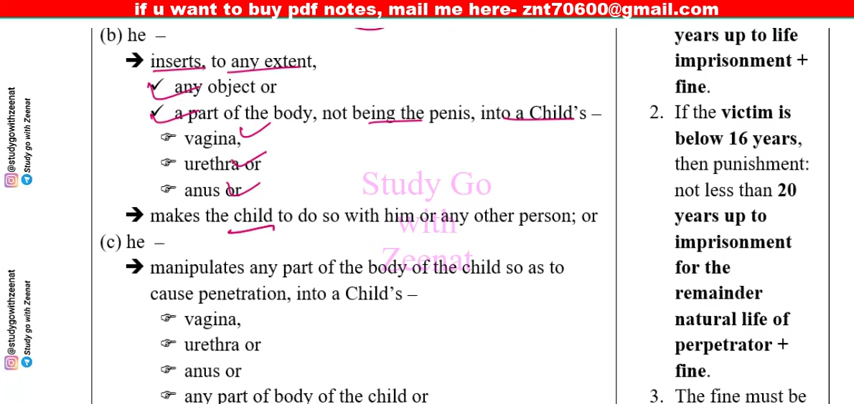 if u want to buy pdf notes, mail me here- znt70600@gmail.com
(b) he –
➔ inserts, to any extent,
✓ any object or
✓ a part of the body, not being the penis, into a Child's –
☞ vagina,
☞ urethra or
☞ anus or
➔ makes the child to do so with him or any other person; or
(c) he –
➔ manipulates any part of the body of the child so as to
cause penetration, into a Child's –
☞ vagina,
☞ urethra or
☞ anus or
☞ any part of body of the child or
years up to life
imprisonment +
fine.
2. If the victim is
below 16 years,
then punishment:
not less than 20
years up to
imprisonment
for the
remainder
natural life of
perpetrator +
fine.
3. The fine must be
Study Go
with
Zeenat
@studygowithzeenat
Study go with Zeenat
@studygowithzeenat
Study go with Zeenat